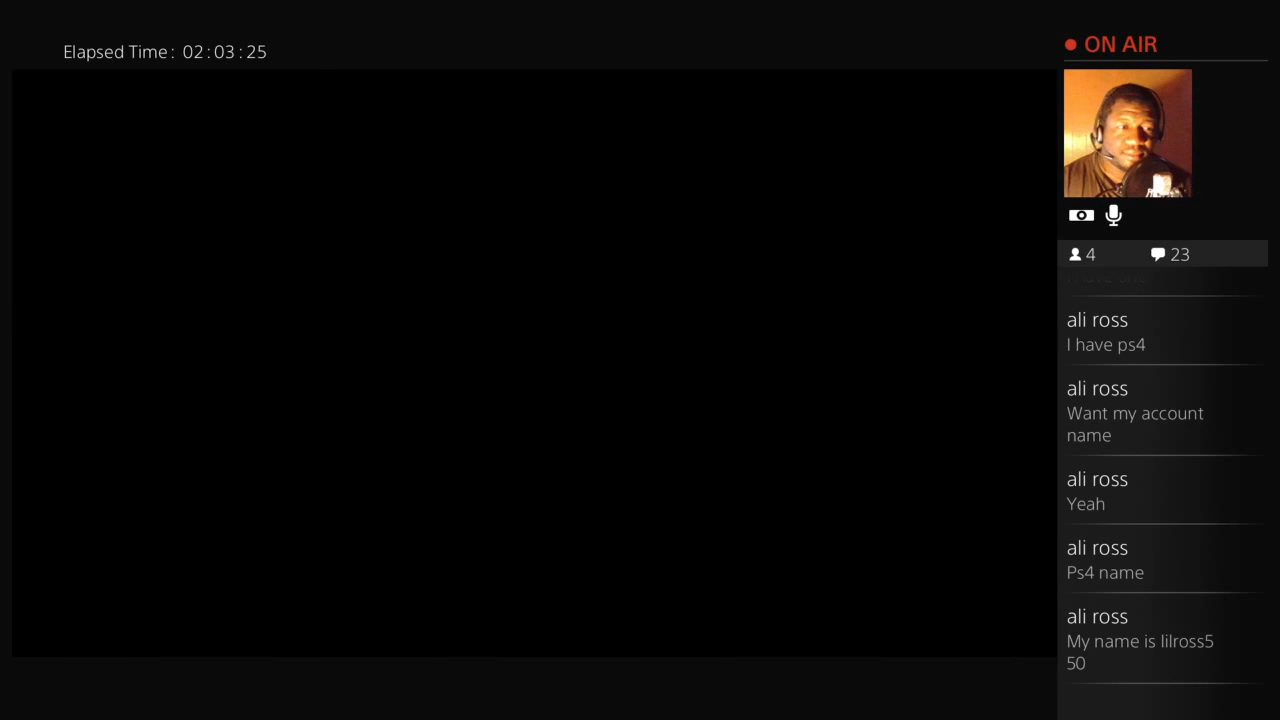 Elapsed Time: 02:03:25
ON AIR
4
23
ali ross
I have ps4
ali ross
Want my account
name
ali ross
Yeah
ali ross
Ps4 name
ali ross
My name is lilross5
50